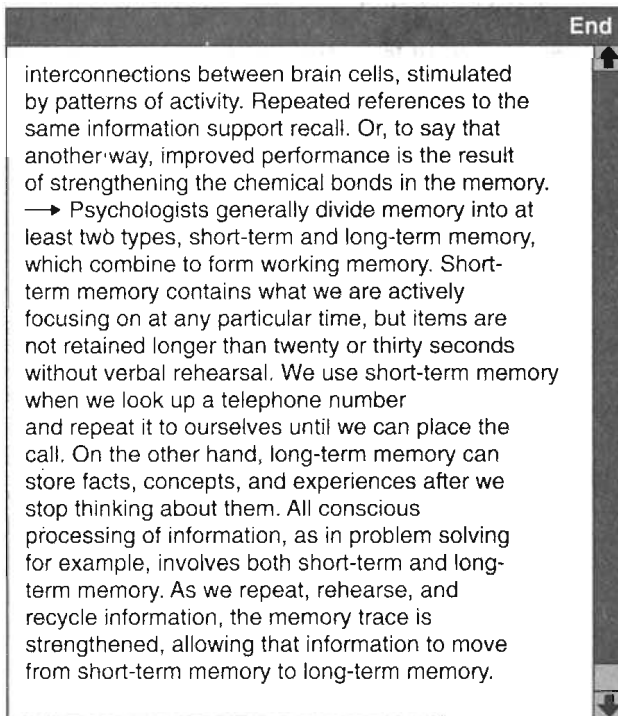 End
interconnections between brain cells, stimulated
by patterns of activity. Repeated references to the
same information support recall. Or, to say that
another way, improved performance is the result
of strengthening the chemical bonds in the memory.
→ Psychologists generally divide memory into at
least two types, short-term and long-term memory,
which combine to form working memory. Short-
term memory contains what we are actively
focusing on at any particular time, but items are
not retained longer than twenty or thirty seconds
without verbal rehearsal. We use short-term memory
when we look up a telephone number
and repeat it to ourselves until we can place the
call. On the other hand, long-term memory can
store facts, concepts, and experiences after we
stop thinking about them. All conscious
processing of information, as in problem solving
for example, involves both short-term and long-
term memory. As we repeat, rehearse, and
recycle information, the memory trace is
strengthened, allowing that information to move
from short-term memory to long-term memory.